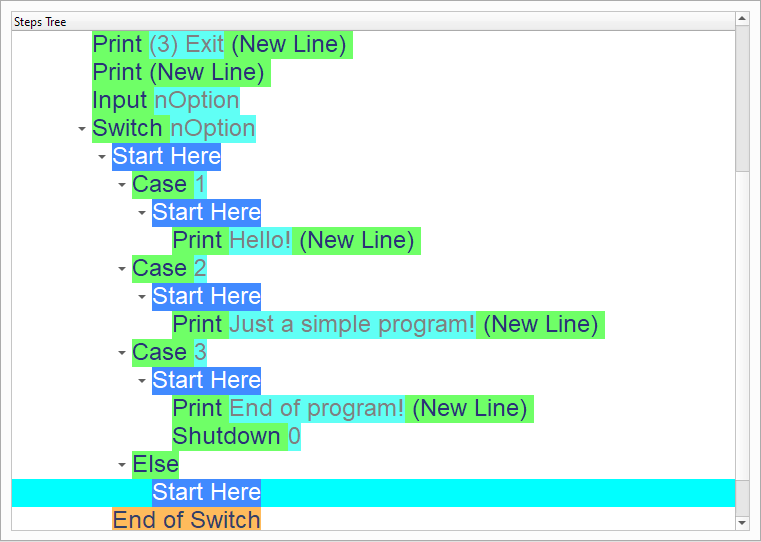 Steps Tree
Print (3) Exit (New Line)
Print (New Line)
Input nOption
Switch nOption
Start Here
Case 1
Start Here
Print Hello! (New Line)
Case 2
Start Here
Print Just a simple program! (New Line)
Case 3
Start Here
Print End of program! (New Line)
Shutdown 0
Else
Start Here
End of Switch